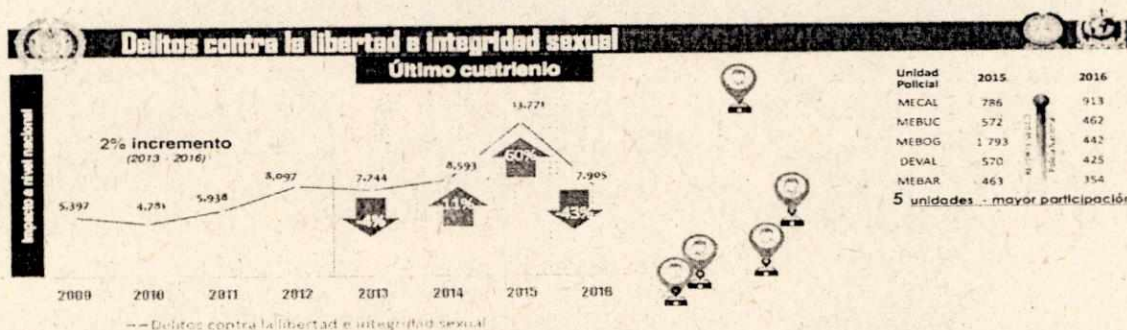 Delitos contra la libertad e integridad sexual
Último cuatrienio
Impacto a nivel nacional
2% incremento
(2013 - 2016)
5.397
4.781
5.938
8.097
7.744
8.593
13.771
7.905
-4%
11%
60%
-43%
2009 2010 2011 2012 2013 2014 2015 2016
Delitos contra la libertad e integridad sexual
Unidad Policial 2015 2016
MECAL 786 913
MEBUC 572 462
MEBOG 1 793 442
DEVAL 570 425
MEBAR 463 354
5 unidades - mayor participación